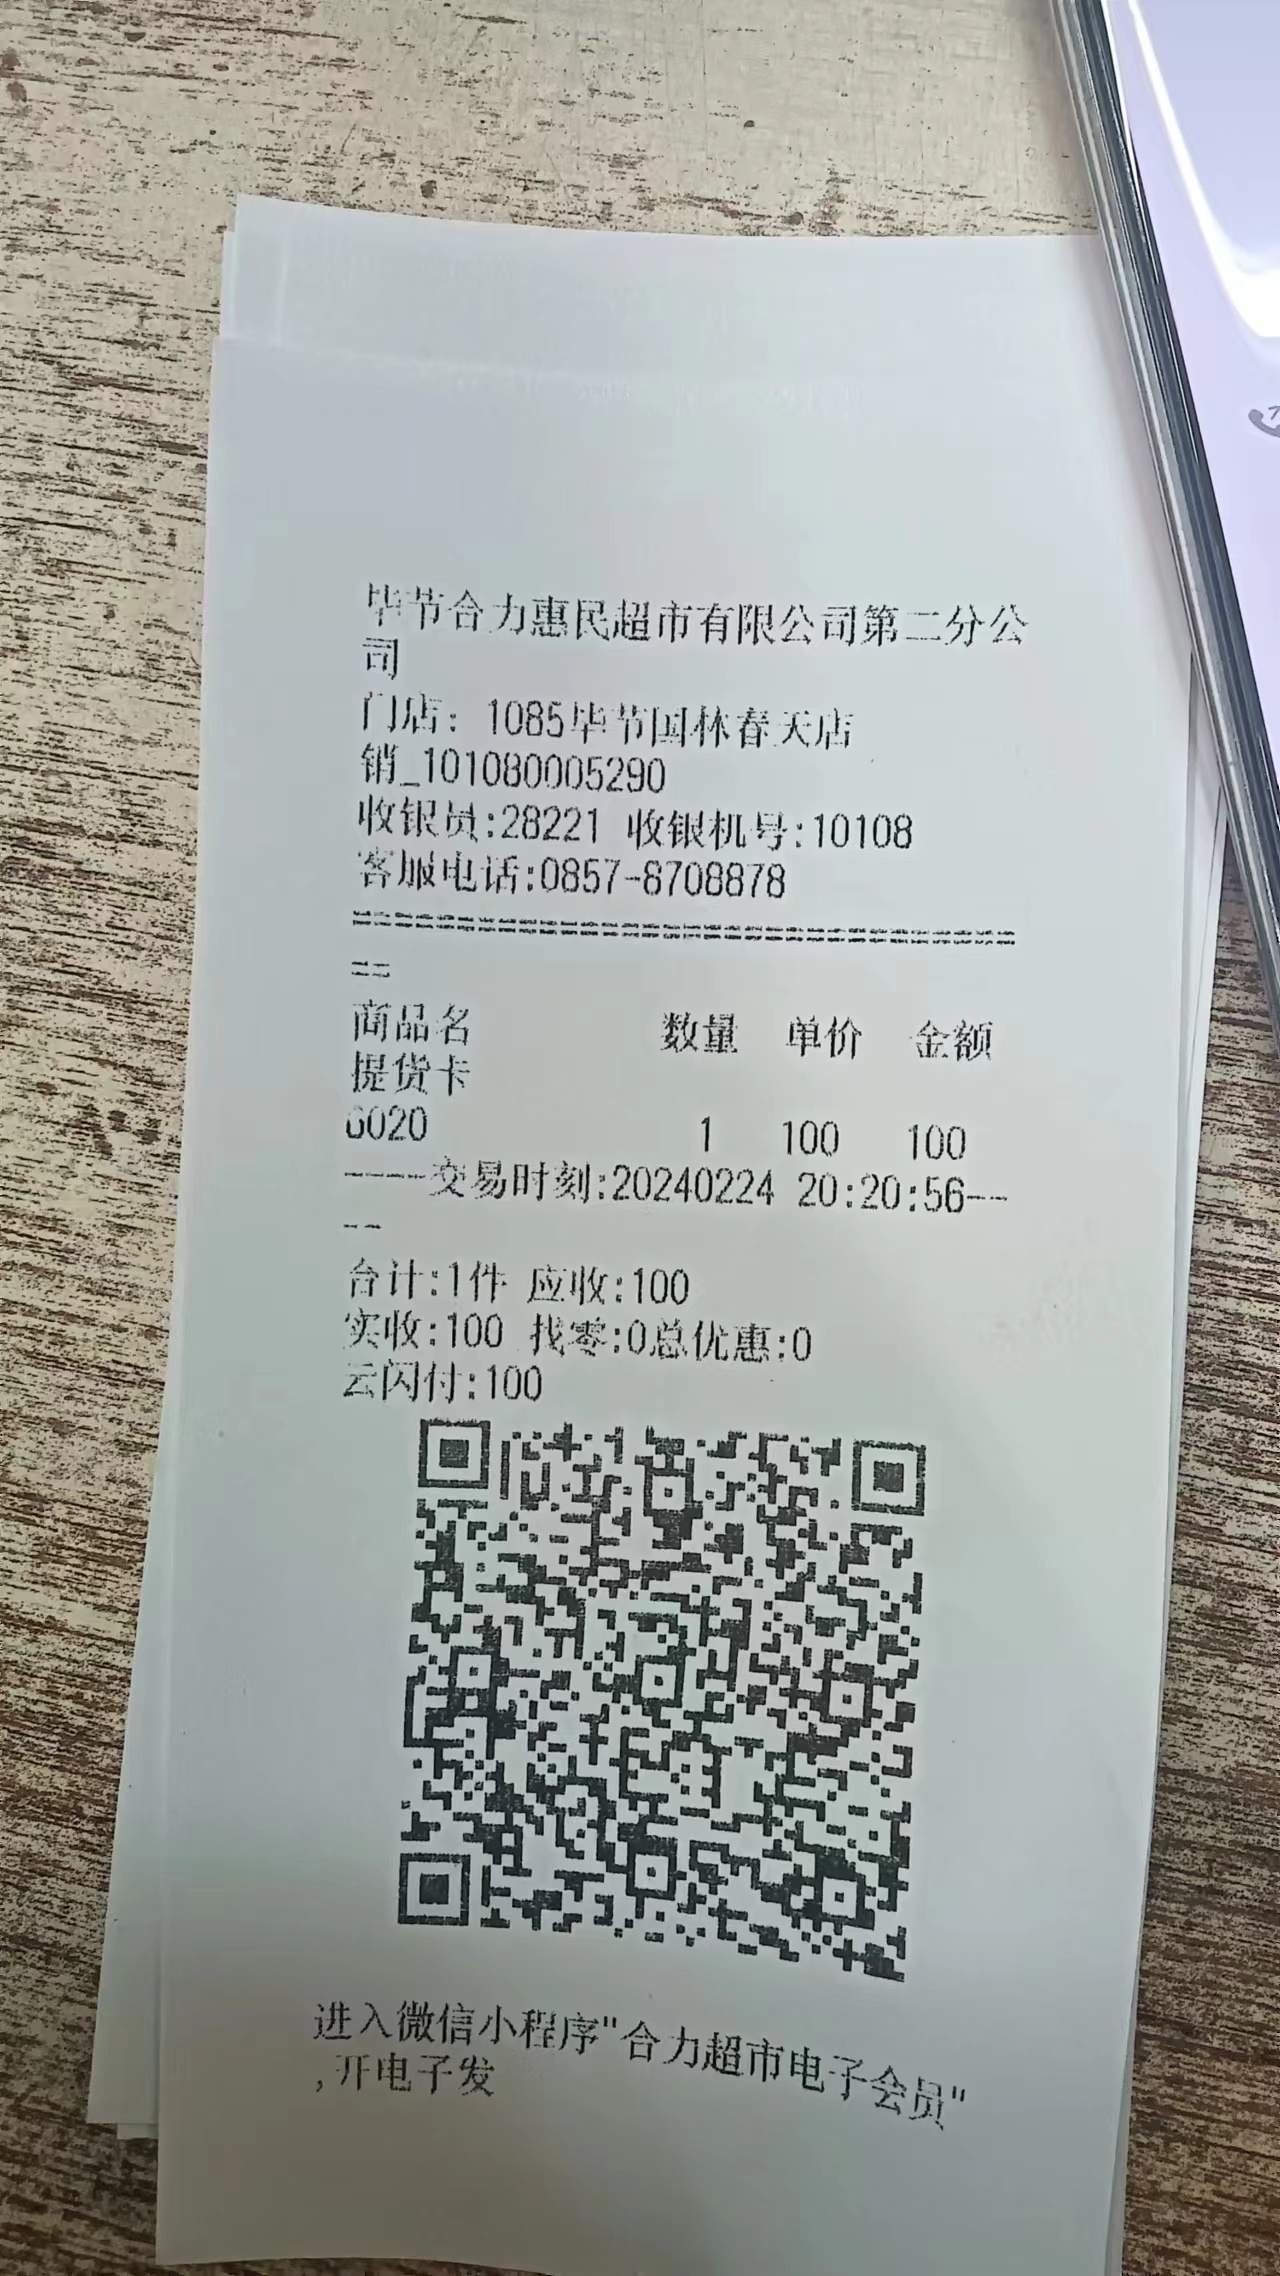 毕节合力惠民超市有限公司第二分公
司
门店：1085毕节国林春天店
销_101080005290
收银员:28221 收银机号:10108
客服电话:0857-8708878
================================================
==
商品名 数量 单价 金额
提货卡
6020 1 100 100
----交易时刻:20240224 20:20:56--
--
合计:1件 应收:100
实收:100 找零:0总优惠:0
云闪付:100
进入微信小程序"合力超市电子会员"
,开电子发